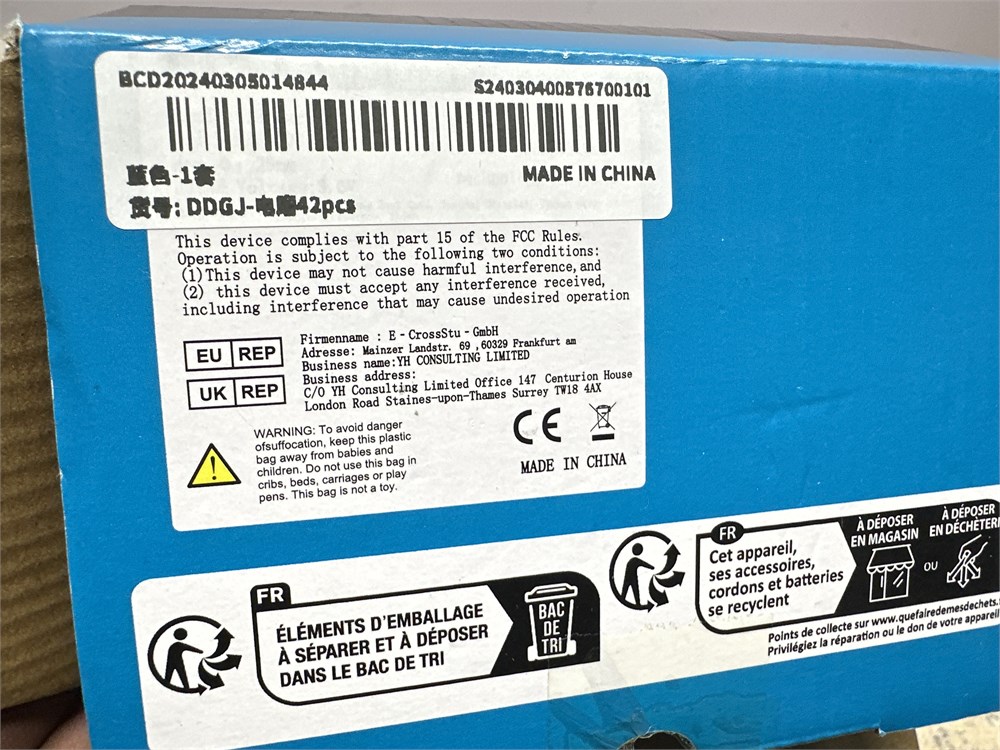 BCD20240305014844
S24030400576700101
蓝色-1套
MADE IN CHINA
货号: DDGJ-电磨42pcs
This device complies with part 15 of the FCC Rules.
Operation is subject to the following two conditions:
(1)This device may not cause harmful interference, and
(2) this device must accept any interference received,
including interference that may cause undesired operation
EU REP
Firmenname : E - CrossStu - GmbH
Adresse: Mainzer Landstr. 69 ,60329 Frankfurt am
Business name:YH CONSULTING LIMITED
UK REP
Business address:
C/O YH Consulting Limited Office 147 Centurion House
London Road Staines-upon-Thames Surrey TW18 4AX
WARNING: To avoid danger
ofsuffocation, keep this plastic
bag away from babies and
children. Do not use this bag in
cribs, beds, carriages or play
pens. This bag is not a toy.
CE
MADE IN CHINA
FR
ÉLÉMENTS D'EMBALLAGE
À SÉPARER ET À DÉPOSER
DANS LE BAC DE TRI
BAC
DE
TRI
FR
Cet appareil,
ses accessoires,
cordons et batteries
se recyclent
À DÉPOSER
EN MAGASIN
OU
À DÉPOSER
EN DÉCHÈTERI
Points de collecte sur www.quefairedemesdechets.
Privilégiez la réparation ou le don de votre appareil